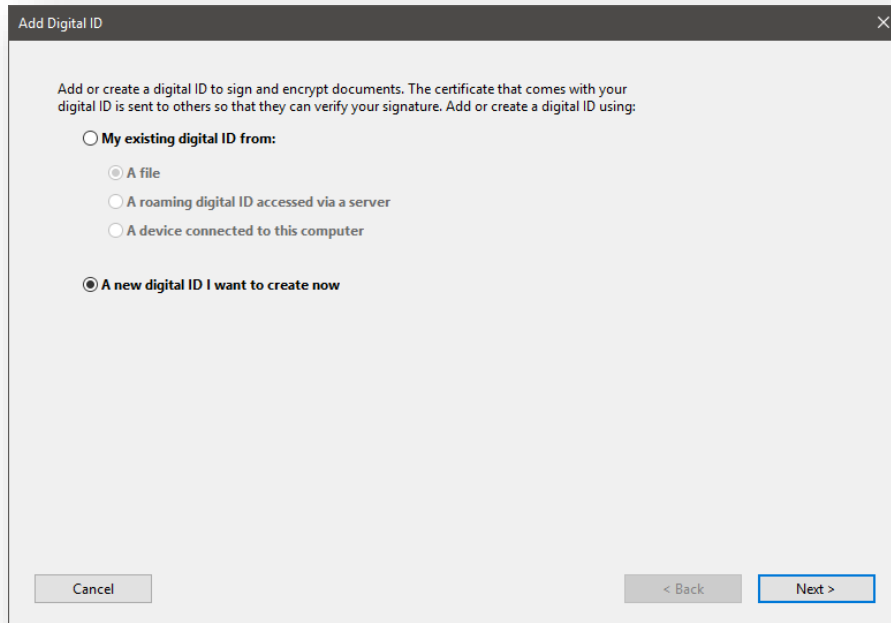 Add Digital ID
Add or create a digital ID to sign and encrypt documents. The certificate that comes with your
digital ID is sent to others so that they can verify your signature. Add or create a digital ID using:
My existing digital ID from:
A file
A roaming digital ID accessed via a server
A device connected to this computer
A new digital ID I want to create now
Cancel
< Back
Next >